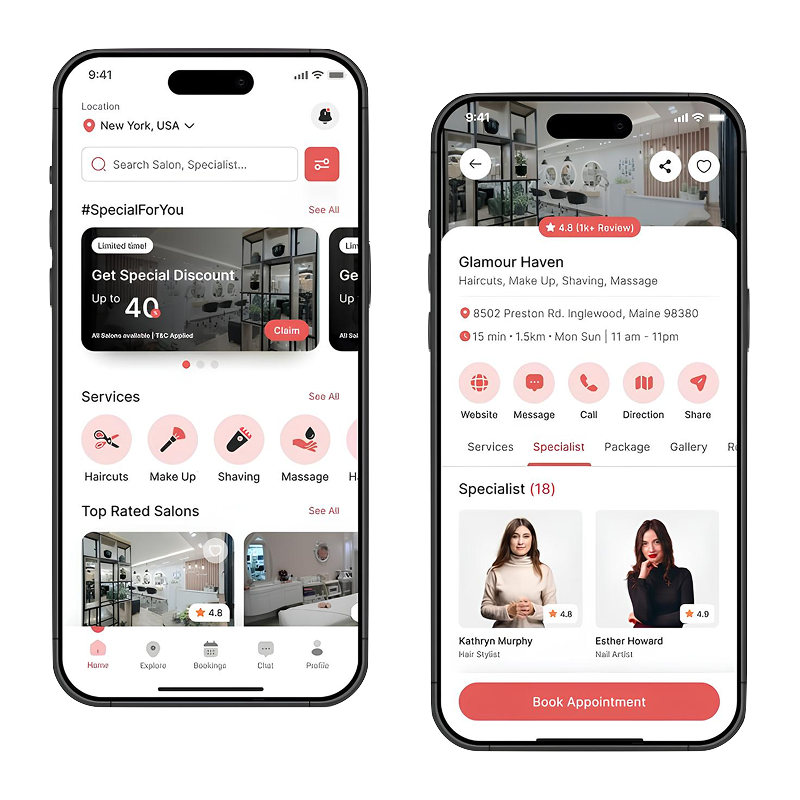 9:41
Location
New York, USA
Search Salon, Specialist...
#SpecialForYou
See All
Limited time!
Get Special Discount
Up to 40%
All Salons available | T&C Applied
Claim
Ge
Up
All Sal
Services
See All
Haircuts
Make Up
Shaving
Massage
Top Rated Salons
See All
4.8
Home
Explore
Bookings
Chat
Profile
9:41
4.8 (1k+ Review)
Glamour Haven
Haircuts, Make Up, Shaving, Massage
8502 Preston Rd. Inglewood, Maine 98380
15 min • 1.5km • Mon Sun | 11 am - 11pm
Website
Message
Call
Direction
Share
Services
Specialist
Package
Gallery
Specialist (18)
4.8
4.9
Kathryn Murphy
Esther Howard
Hair Stylist
Nail Artist
Book Appointment